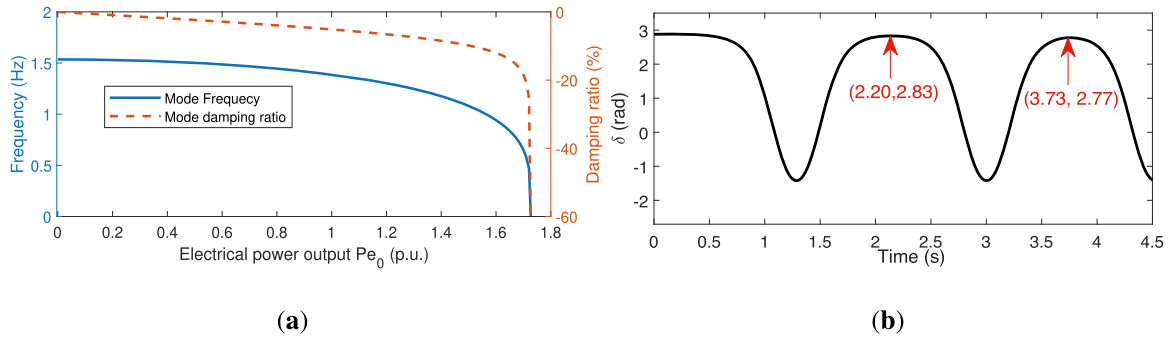 2
1.5
1
0.5
0
Frequency (Hz)
Mode Frequecy
Mode damping ratio
0
-20
-40
-60
Damping ratio (%)
0 0.2 0.4 0.6 0.8 1 1.2 1.4 1.6 1.8
Electrical power output Pe0 (p.u.)
(a)
3
2
1
0
-1
-2
δ (rad)
(2.20,2.83)
(3.73, 2.77)
0 0.5 1 1.5 2 2.5 3 3.5 4 4.5
Time (s)
(b)